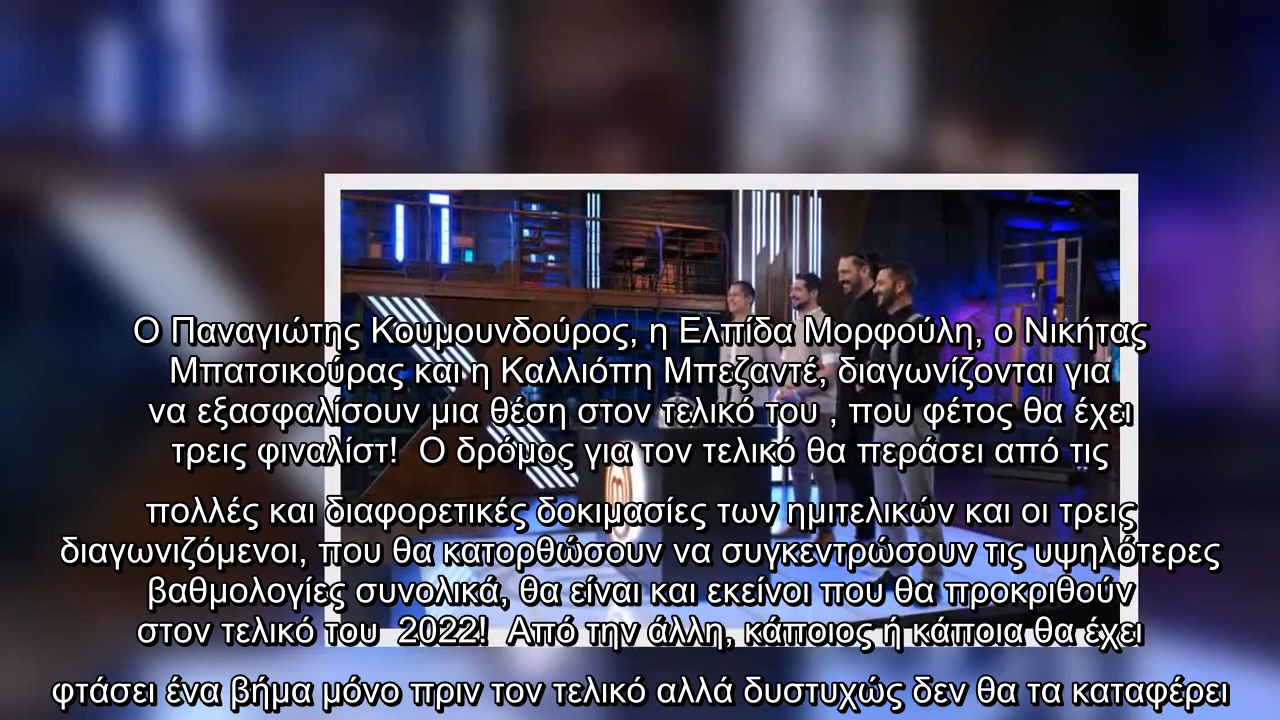 Ο Παναγιώτης Κουμουνδούρος, η Ελπίδα Μορφούλη, ο Νικήτας
Μπατσικούρας και η Καλλιόπη Μπεζαντέ, διαγωνίζονται για
να εξασφαλίσουν μια θέση στον τελικό του , που φέτος θα έχει
τρεις φιναλίστ!  Ο δρόμος για τον τελικό θα περάσει από τις
πολλές και διαφορετικές δοκιμασίες των ημιτελικών και οι τρεις
διαγωνιζόμενοι, που θα κατορθώσουν να συγκεντρώσουν τις υψηλότερες
βαθμολογίες συνολικά, θα είναι και εκείνοι που θα προκριθούν
στον τελικό του  2022!  Από την άλλη, κάποιος ή κάποια θα έχει
φτάσει ένα βήμα μόνο πριν τον τελικό αλλά δυστυχώς δεν θα τα καταφέρει